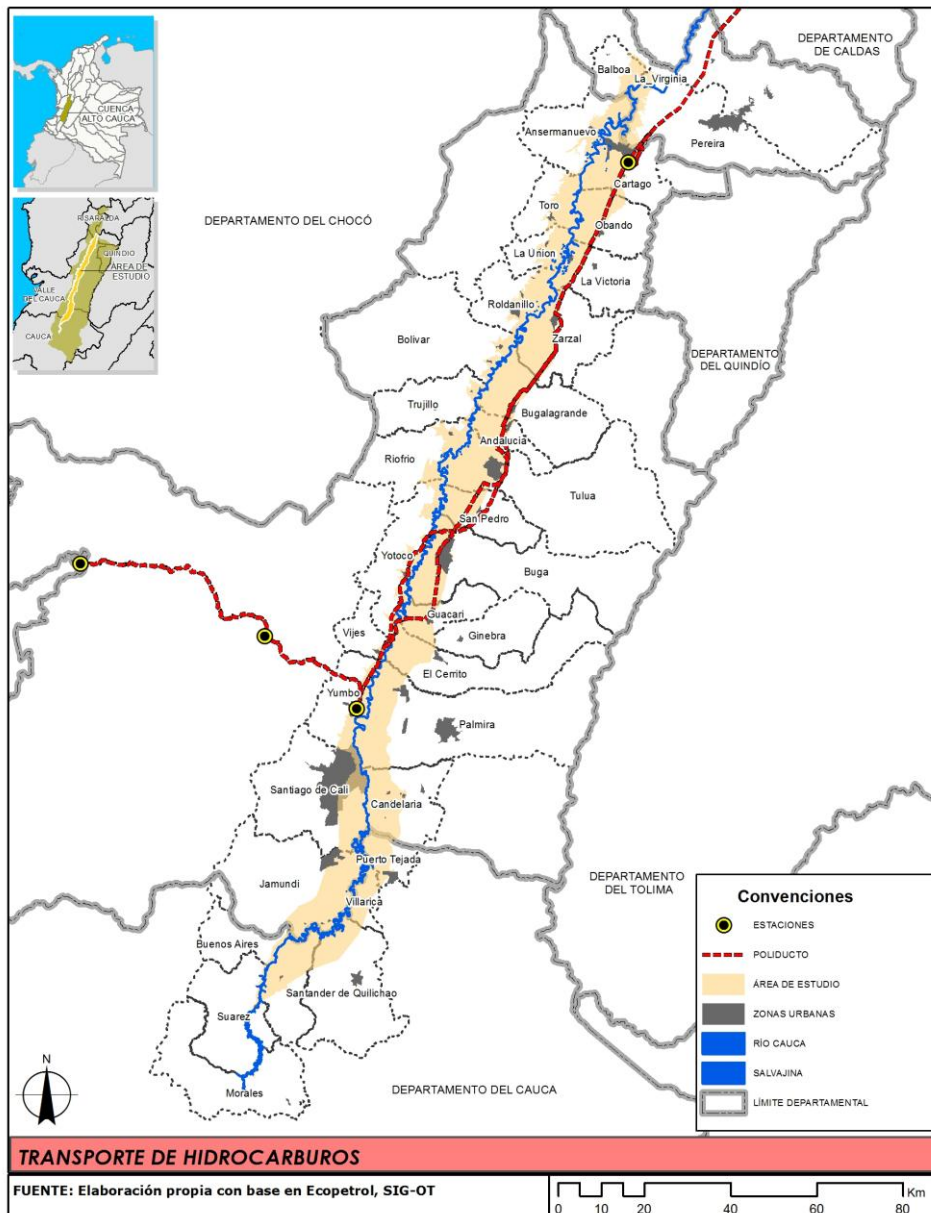 CUENCA
ALTO CAUCA
RISARALDA
QUINDIO
ÁREA DE
ESTUDIO
VALLE
DEL CAUCA
CAUCA
DEPARTAMENTO
DE CALDAS
Balboa
La_Virginia
Ansermanuevo
Pereira
Cartago
DEPARTAMENTO DEL CHOCÓ
Toro
Obando
La Union
La Victoria
Roldanillo
Bolívar
Zarzal
DEPARTAMENTO
DEL QUINDÍO
Trujillo
Bugalagrande
Andalucia
Riofrio
Tulua
San Pedro
Yotoco
Buga
Guacari
Vijes
Ginebra
El Cerrito
Yumbo
Palmira
Santiago de Cali
Candelaria
Puerto Tejada
Jamundi
DEPARTAMENTO
DEL TOLIMA
Villarica
Buenos Aires
Santander de Quilichao
Suarez
Morales
DEPARTAMENTO DEL CAUCA
N
Convenciones
ESTACIONES
POLIDUCTO
ÁREA DE ESTUDIO
ZONAS URBANAS
RÍO CAUCA
SALVAJINA
LÍMITE DEPARTAMENTAL
TRANSPORTE DE HIDROCARBUROS
FUENTE: Elaboración propia con base en Ecopetrol, SIG-OT
Km
0 10 20 40 60 80